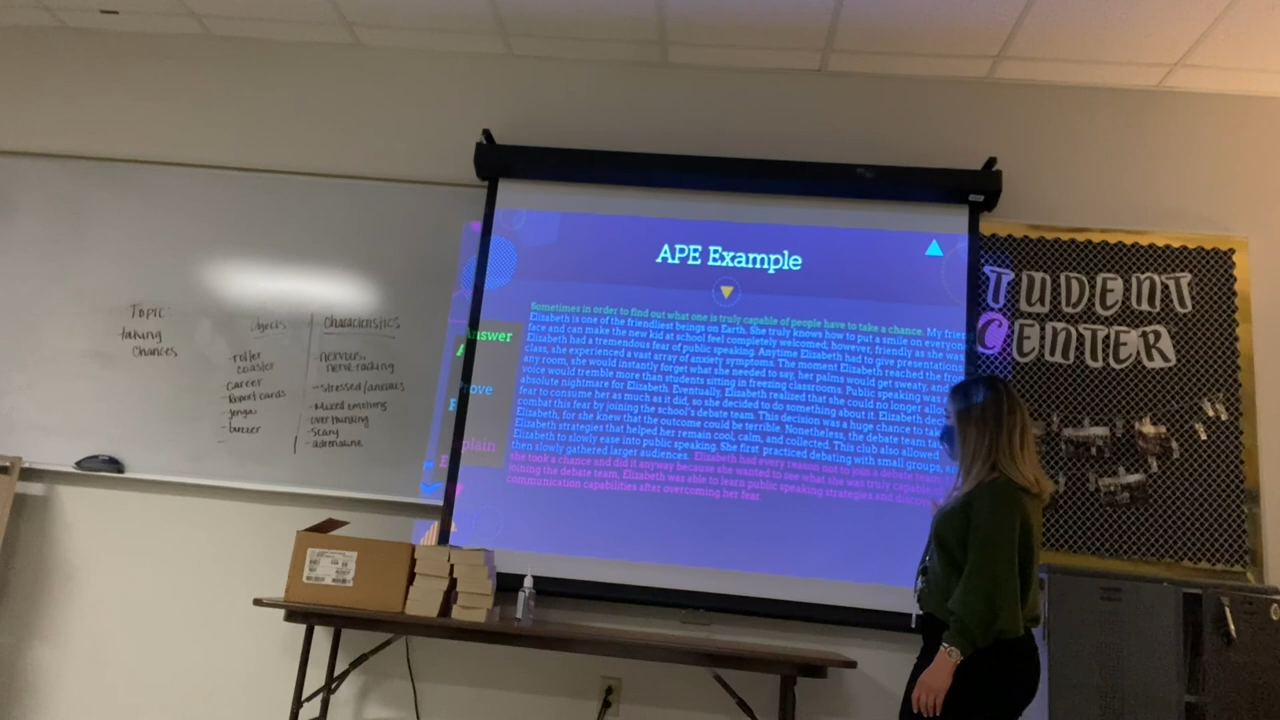 Topic:
taking
Chances
Objects
- roller
coaster
- Career
- Report cards
- Jenga
- buzzer
Characteristics
- nervous,
nerve racking
- stressed/anxious
- Mixed emotions
- overthinking
- Scary
- adrenaline
Answer
A
rove
P
plain
E
APE Example
Sometimes in order to find out what one is truly capable of people have to take a chance. My friend
Elizabeth is one of the friendliest beings on Earth. She truly knows how to put a smile on everyon
face and can make the new kid at school feel completely welcomed. However, friendly as she was
Elizabeth had a tremendous fear of public speaking. Anytime Elizabeth had to give presentations
class, she experienced a vast array of anxiety symptoms. The moment Elizabeth reached the fro
any room, she would instantly forget what she needed to say, her palms would get sweaty, and
voice would tremble more than students sitting in freezing classrooms. Public speaking was
absolute nightmare for Elizabeth. Eventually, Elizabeth realized that she could no longer allo
fear to consume her as much as it did, so she decided to do something about it. Elizabeth dec
combat this fear by joining the school's debate team. This decision was a huge chance to tak
Elizabeth, for she knew that the outcome could be terrible. Nonetheless, the debate team ta
Elizabeth strategies that helped her remain cool, calm, and collected. This club also allowed
Elizabeth to slowly ease into public speaking. She first practiced debating with small groups, a
then slowly gathered larger audiences. Elizabeth had every reason not to join a debate team
she took a chance and did it anyway because she wanted to see what she was truly capable
joining the debate team, Elizabeth was able to learn public speaking strategies and discov
communication capabilities after overcoming her fear.
TUDENT
CENTER